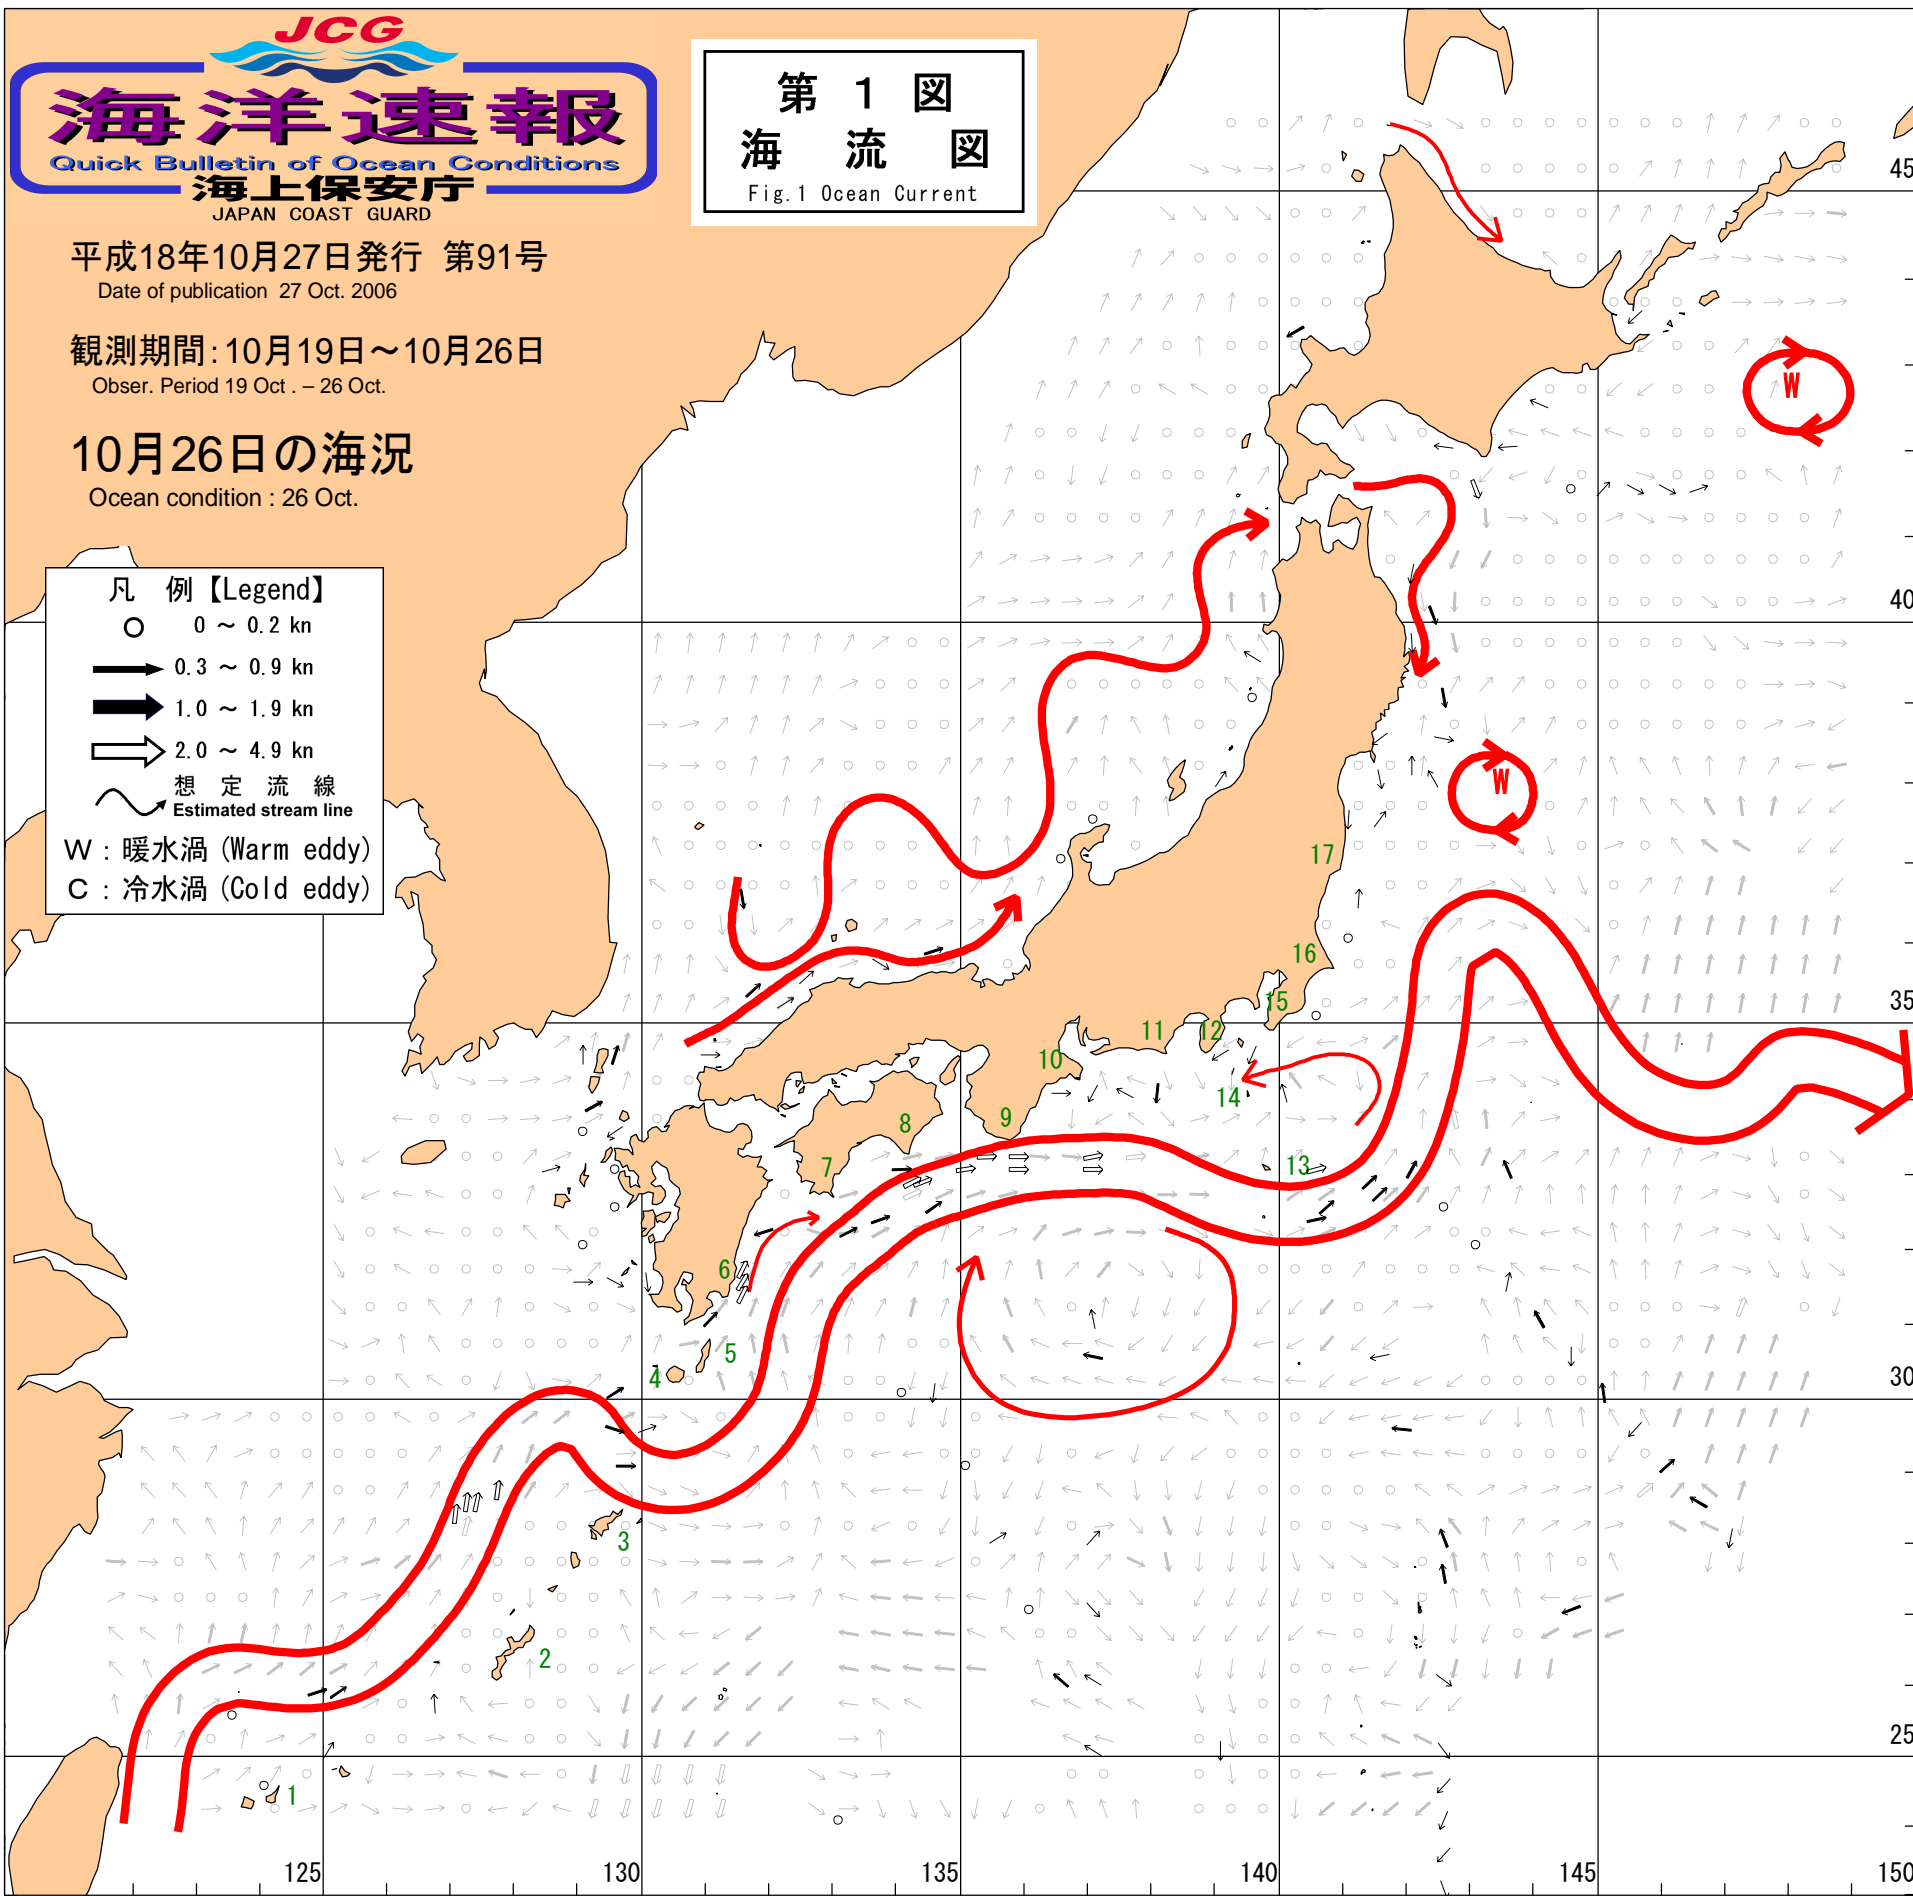 JCG
海洋速報
Quick Bulletin of Ocean Conditions
海上保安庁
JAPAN COAST GUARD
平成18年10月27日発行 第91号
Date of publication 27 Oct. 2006
観測期間:10月19日～10月26日
Obser. Period 19 Oct . – 26 Oct.
10月26日の海況
Ocean condition : 26 Oct.
第 1 図
海 流 図
Fig.1 Ocean Current
凡 例【Legend】
0 ～ 0.2 kn
0.3 ～ 0.9 kn
1.0 ～ 1.9 kn
2.0 ～ 4.9 kn
想 定 流 線
Estimated stream line
W : 暖水渦 (Warm eddy)
C : 冷水渦 (Cold eddy)
45
W
40
W
17
16
15
35
11
12
10
14
9
8
13
7
6
5
4
30
3
2
25
1
125
130
135
140
145
150